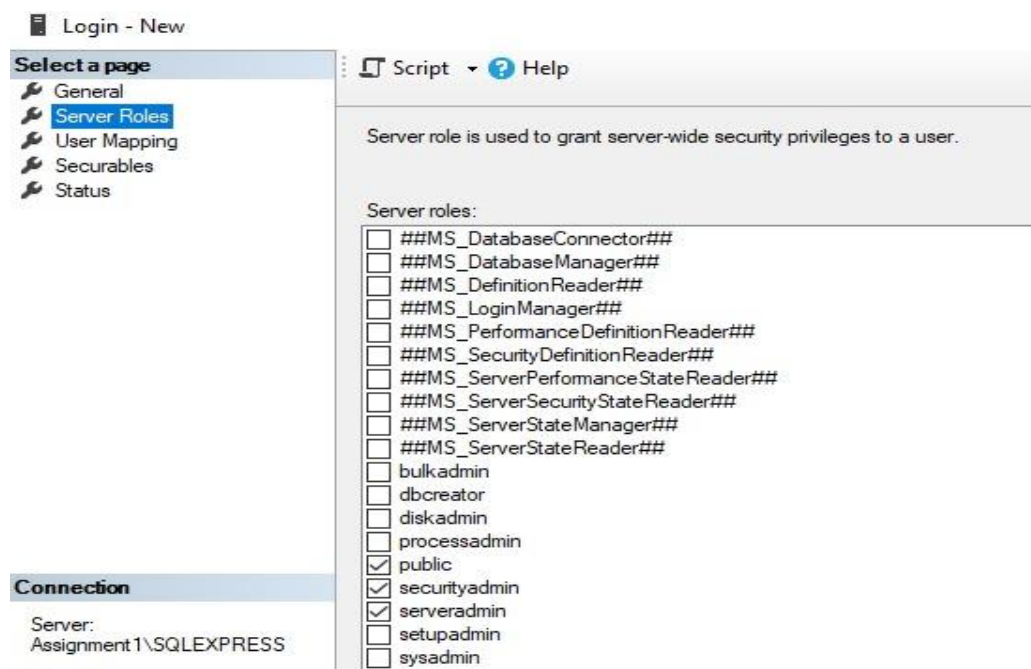 Login - New
Select a page
General
Server Roles
User Mapping
Securables
Status
Script
Help
Server role is used to grant server-wide security privileges to a user.
Server roles:
##MS_DatabaseConnector##
##MS_DatabaseManager##
##MS_DefinitionReader##
##MS_LoginManager##
##MS_PerformanceDefinitionReader##
##MS_SecurityDefinitionReader##
##MS_ServerPerformanceStateReader##
##MS_ServerSecurityStateReader##
##MS_ServerStateManager##
##MS_ServerStateReader##
bulkadmin
dbcreator
diskadmin
processadmin
public
securityadmin
serveradmin
setupadmin
sysadmin
Connection
Server:
Assignment1\SQLEXPRESS